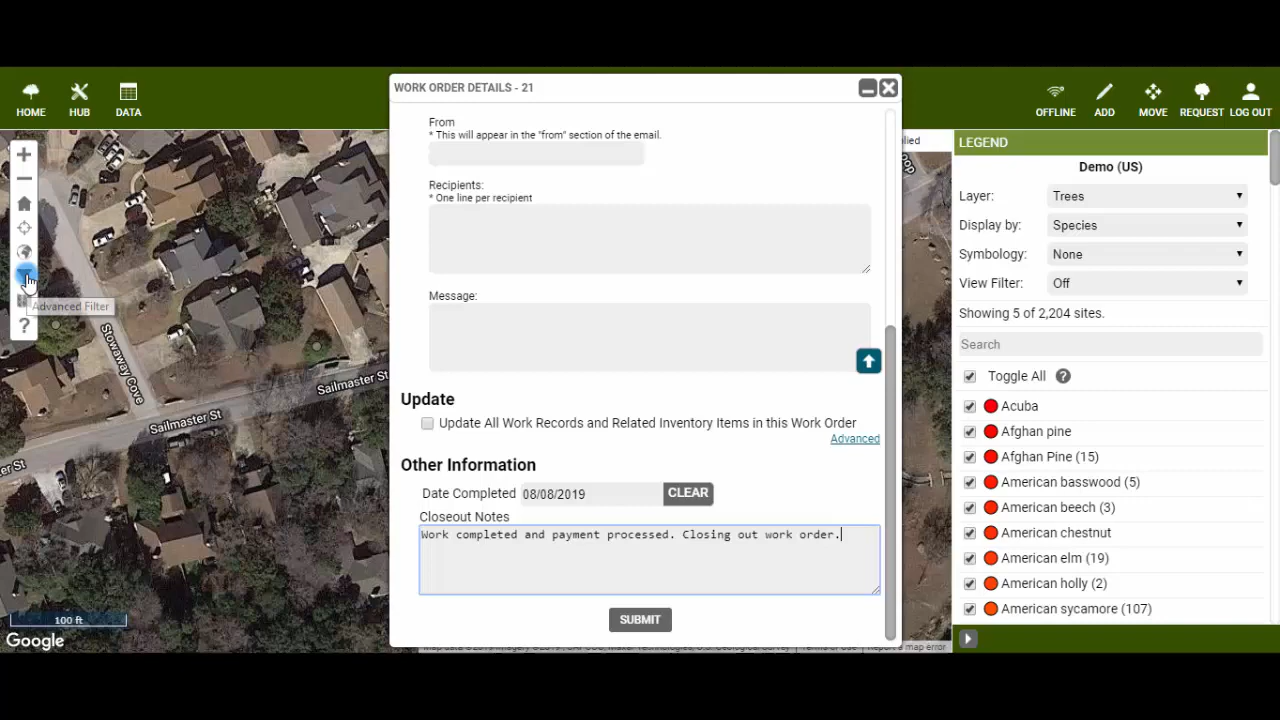 HOME
HUB
DATA
OFFLINE
ADD
MOVE
REQUEST
LOG OUT
WORK ORDER DETAILS - 21
From
* This will appear in the "from" section of the email.
Recipients:
* One line per recipient
Message:
Update
Update All Work Records and Related Inventory Items in this Work Order
Advanced
Other Information
Date Completed 08/08/2019 CLEAR
Closeout Notes
Work completed and payment processed. Closing out work order.
SUBMIT
Advanced Filter
?
Stowaway Cove
Sailmaster St
Sailmaster St
er St
100 ft
Google
Report a map error
LEGEND
Demo (US)
Layer: Trees
Display by: Species
Symbology: None
View Filter: Off
Showing 5 of 2,204 sites.
Search
Toggle All ?
Acuba
Afghan pine
Afghan Pine (15)
American basswood (5)
American beech (3)
American chestnut
American elm (19)
American holly (2)
American sycamore (107)